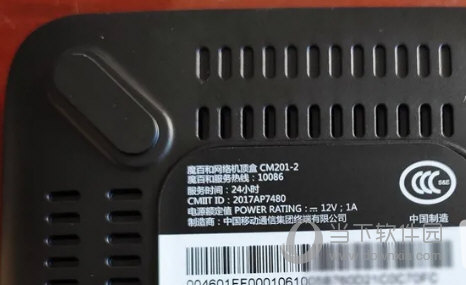 魔百和网络机顶盒 CM201-2
魔百和服务热线：10086
服务时间：24小时
CMIIT ID：2017AP7480
电源额定值 POWER RATING：⎓ 12V；1A
制造商：中国移动通信集团终端有限公司
CCC
S&E
中国制造
当下软件园